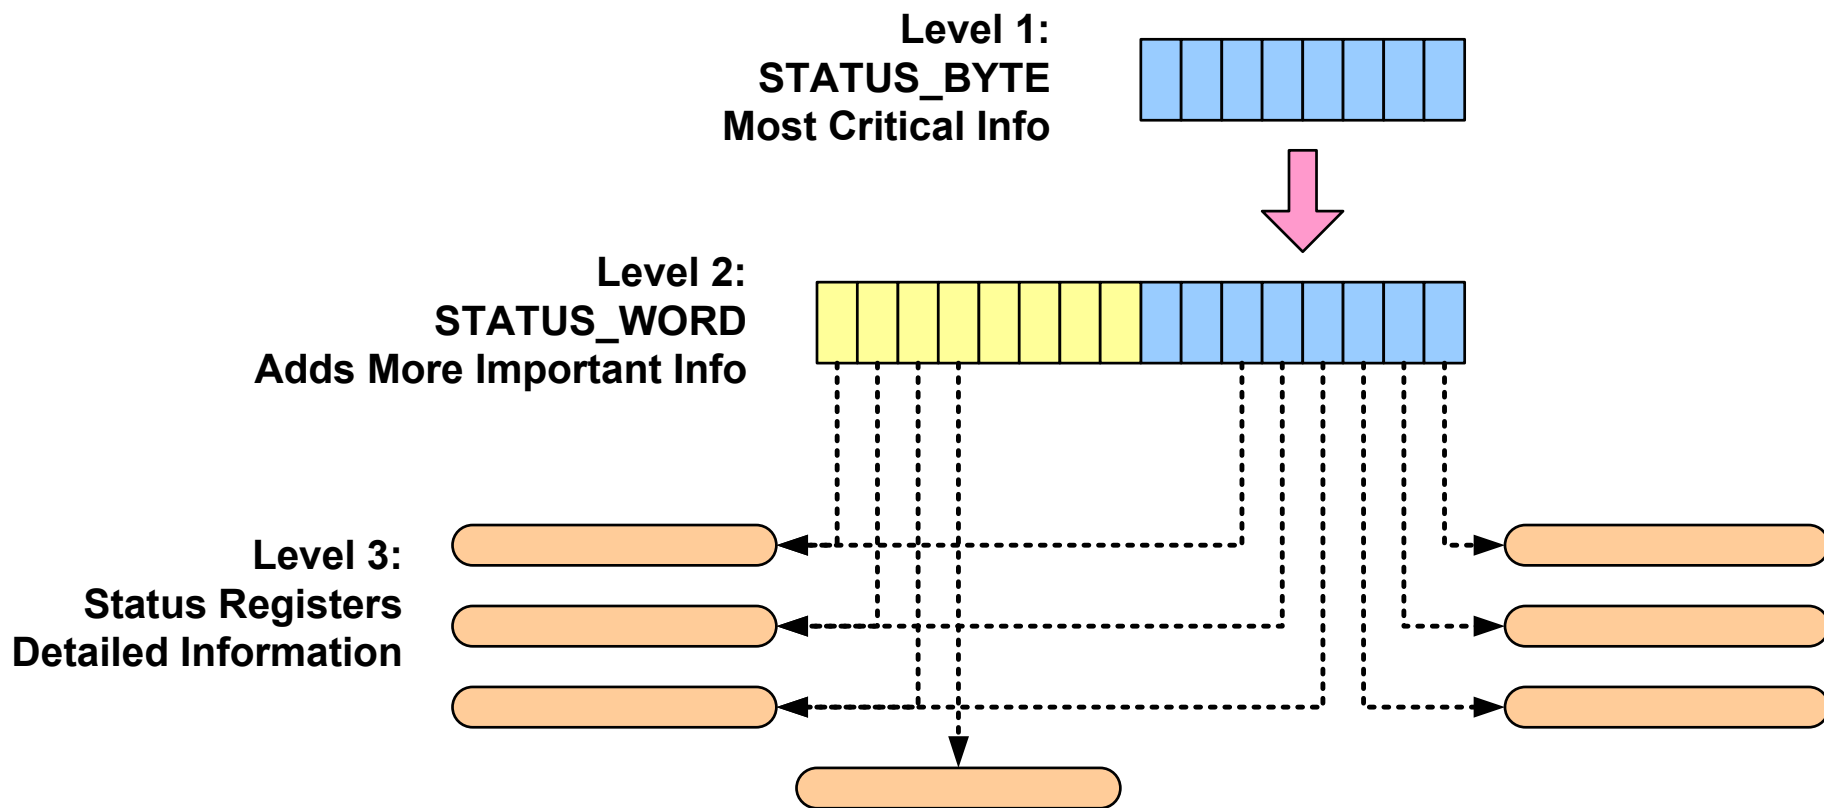 Level 1:
STATUS_BYTE
Most Critical Info
Level 2:
STATUS_WORD
Adds More Important Info
Level 3:
Status Registers
Detailed Information